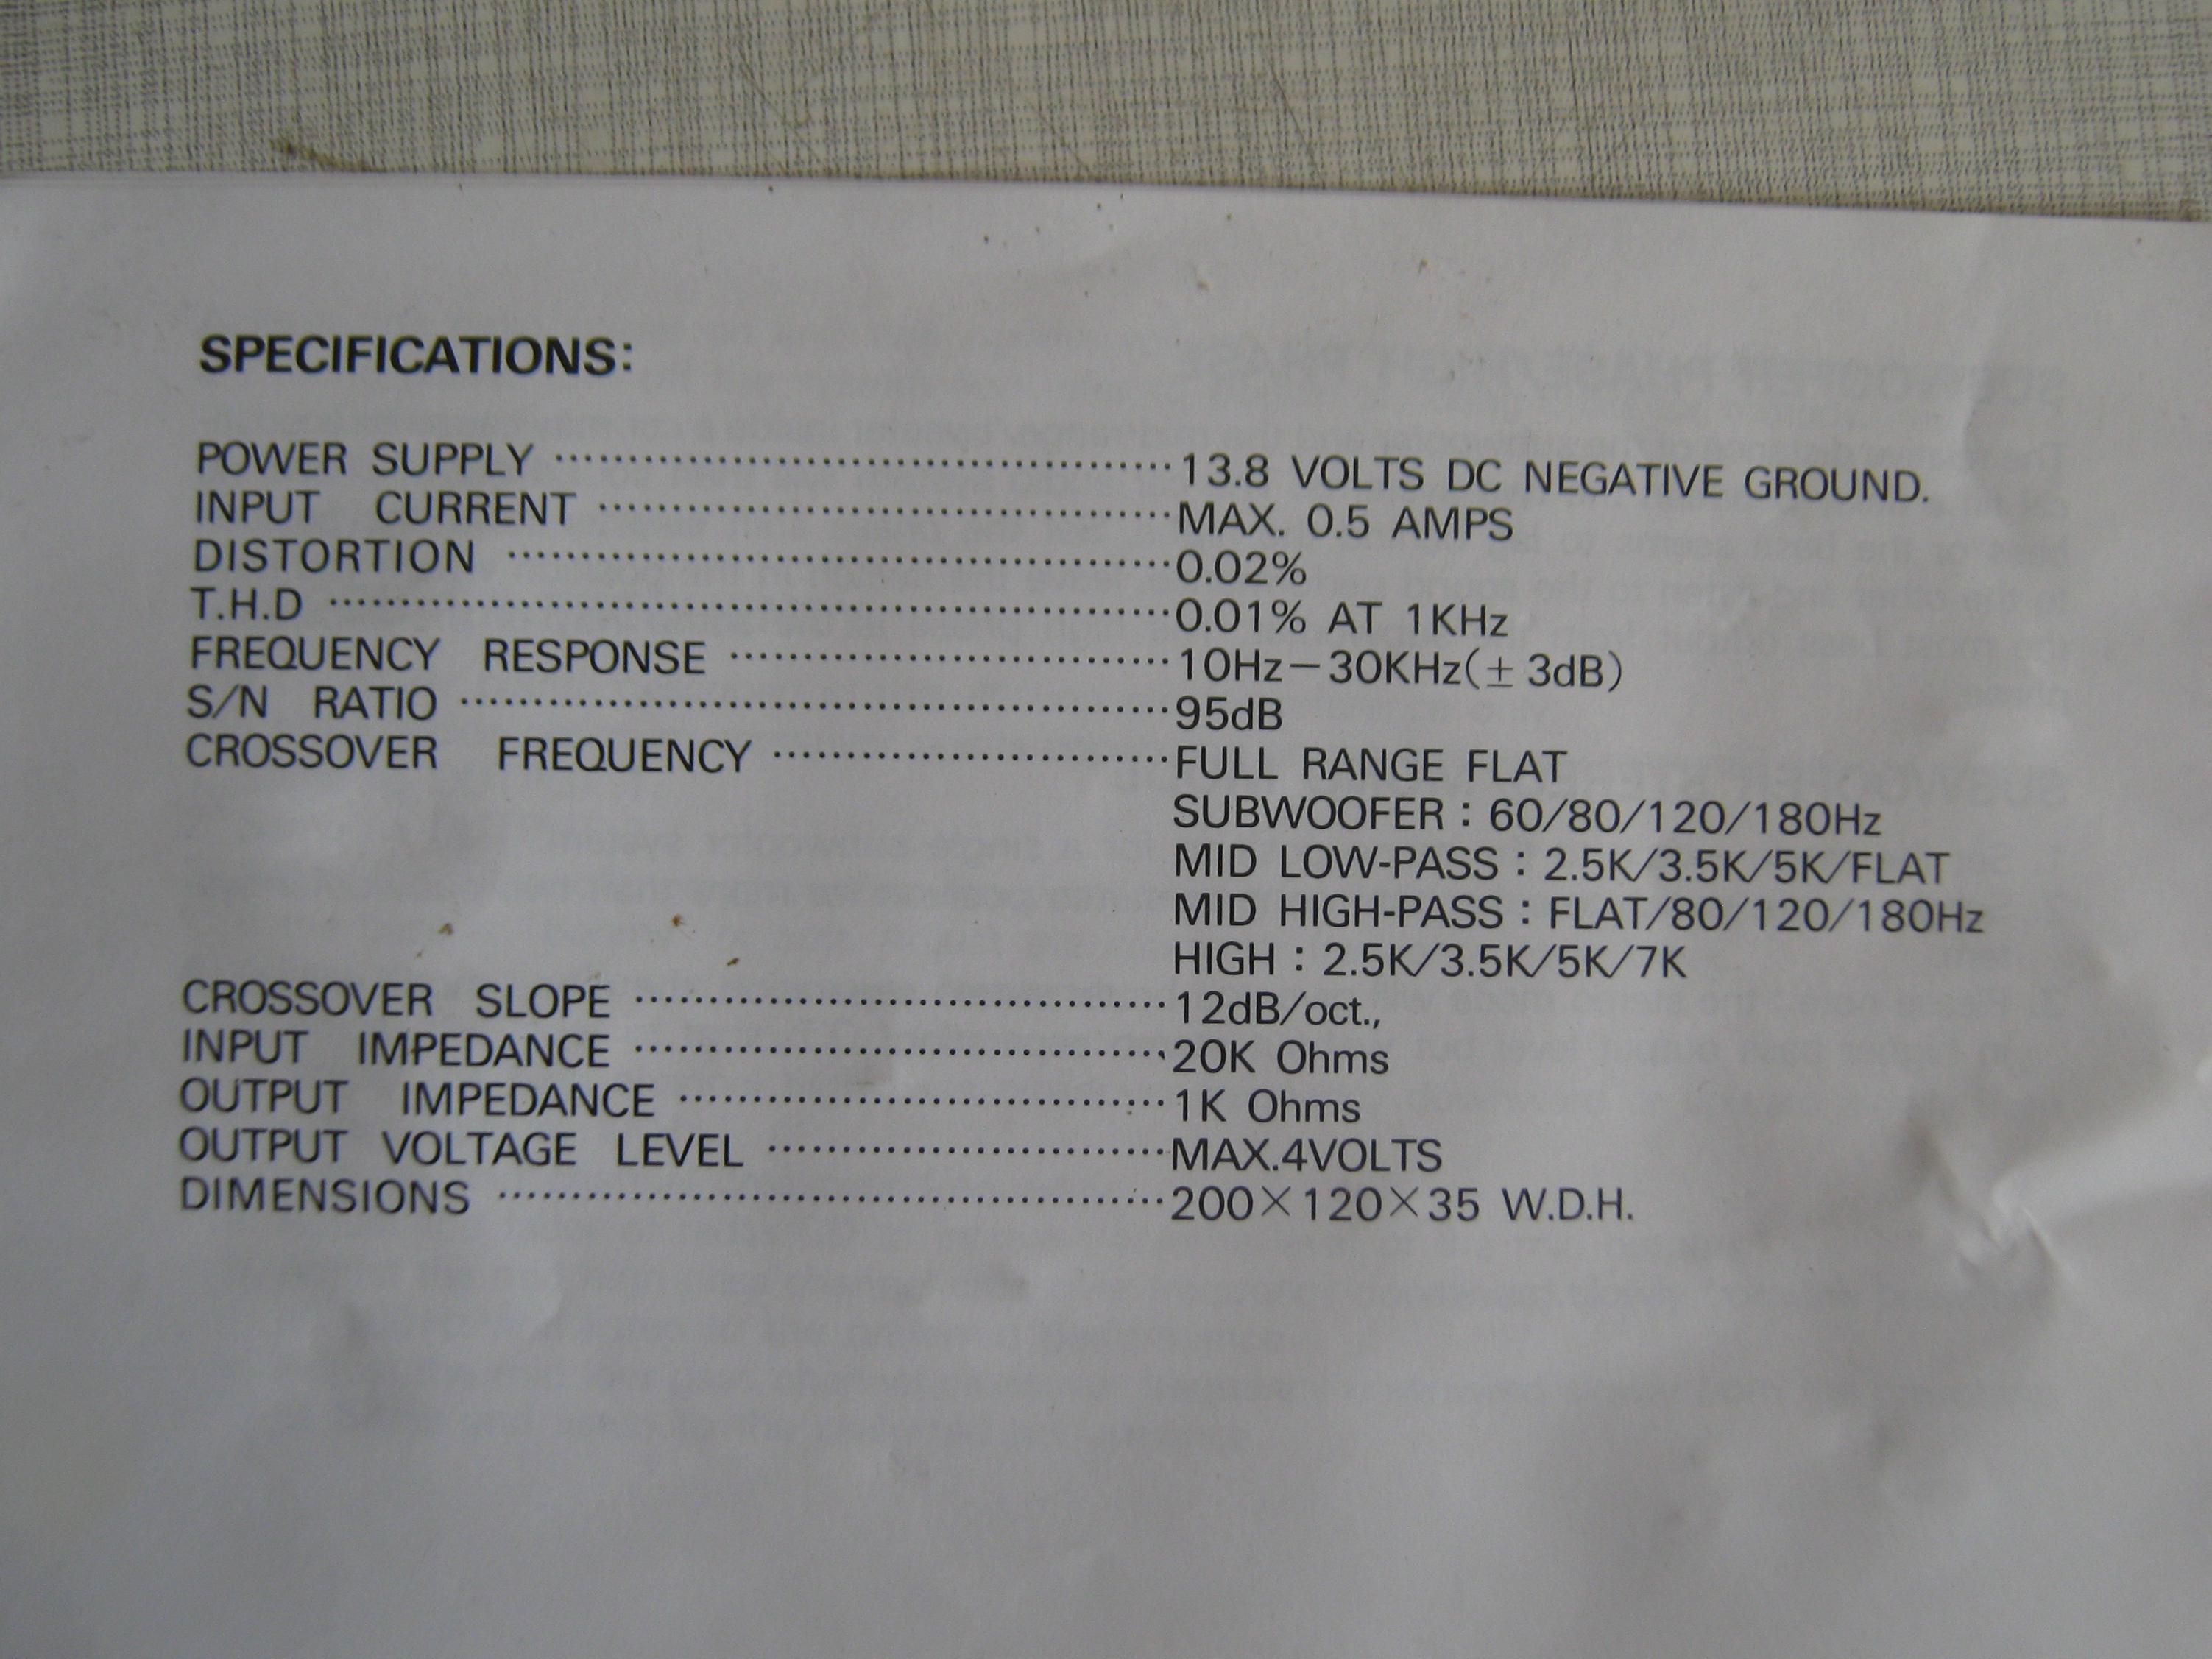 SPECIFICATIONS:
POWER SUPPLY ·····················································13.8 VOLTS DC NEGATIVE GROUND.
INPUT CURRENT ················································MAX. 0.5 AMPS
DISTORTION ························································0.02%
T.H.D ·······································································0.01% AT 1KHz
FREQUENCY RESPONSE ·····································10Hz−30KHz(± 3dB)
S/N RATIO ····························································95dB
CROSSOVER FREQUENCY ·································FULL RANGE FLAT
SUBWOOFER : 60/80/120/180Hz
MID LOW-PASS : 2.5K/3.5K/5K/FLAT
MID HIGH-PASS : FLAT/80/120/180Hz
HIGH : 2.5K/3.5K/5K/7K
CROSSOVER SLOPE ············································12dB/oct.,
INPUT IMPEDANCE ············································20K Ohms
OUTPUT IMPEDANCE ········································1K Ohms
OUTPUT VOLTAGE LEVEL ·································MAX.4VOLTS
DIMENSIONS ·······················································200×120×35 W.D.H.